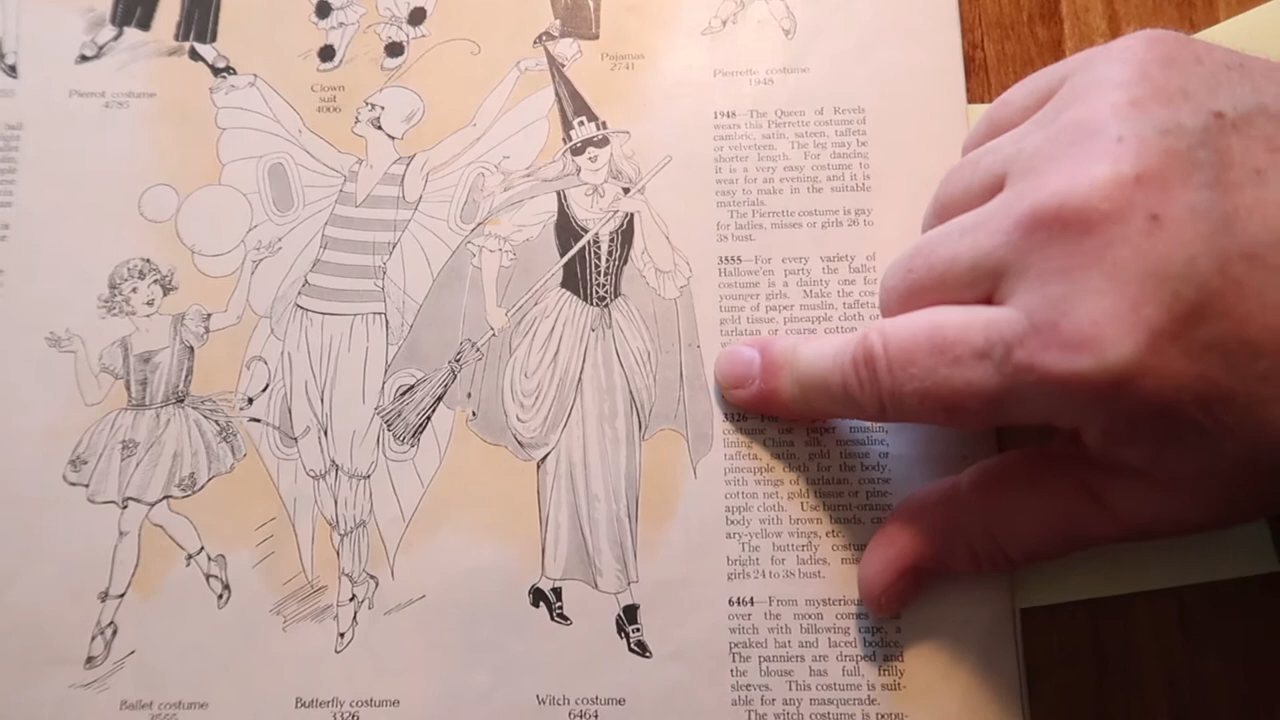 Pierrot costume
4785
Clown
suit
4006
Pajamas
2741
Pierrette costume
1948
1948—The Queen of Revels
wears this Pierrette costume of
cambric, satin, sateen, taffeta
or velveteen. The leg may be
shorter length. For dancing
it is a very easy costume to
wear for an evening, and it is
easy to make in the suitable
materials.
The Pierrette costume is gay
for ladies, misses or girls 26 to
38 bust.
3555—For every variety of
Hallowe'en party the ballet
costume is a dainty one for
younger girls. Make the cos-
tume of paper muslin, taffeta,
gold tissue, pineapple cloth or
tarlatan or coarse cotton
3326—For
costume use paper muslin,
lining China silk, messaline,
taffeta, satin, gold tissue or
pineapple cloth for the body,
with wings of tarlatan, coarse
cotton net, gold tissue or pine-
apple cloth. Use burnt-orange
body with brown bands, ca
ary-yellow wings, etc.
The butterfly costu
bright for ladies, mis
girls 24 to 38 bust.
6464—From mysterious
over the moon comes
witch with billowing cape, a
peaked hat and laced bodice.
The panniers are draped and
the blouse has full, frilly
sleeves. This costume is suit-
able for any masquerade.
The witch costume is popu-
Ballet costume
3555
Butterfly costume
3326
Witch costume
6464